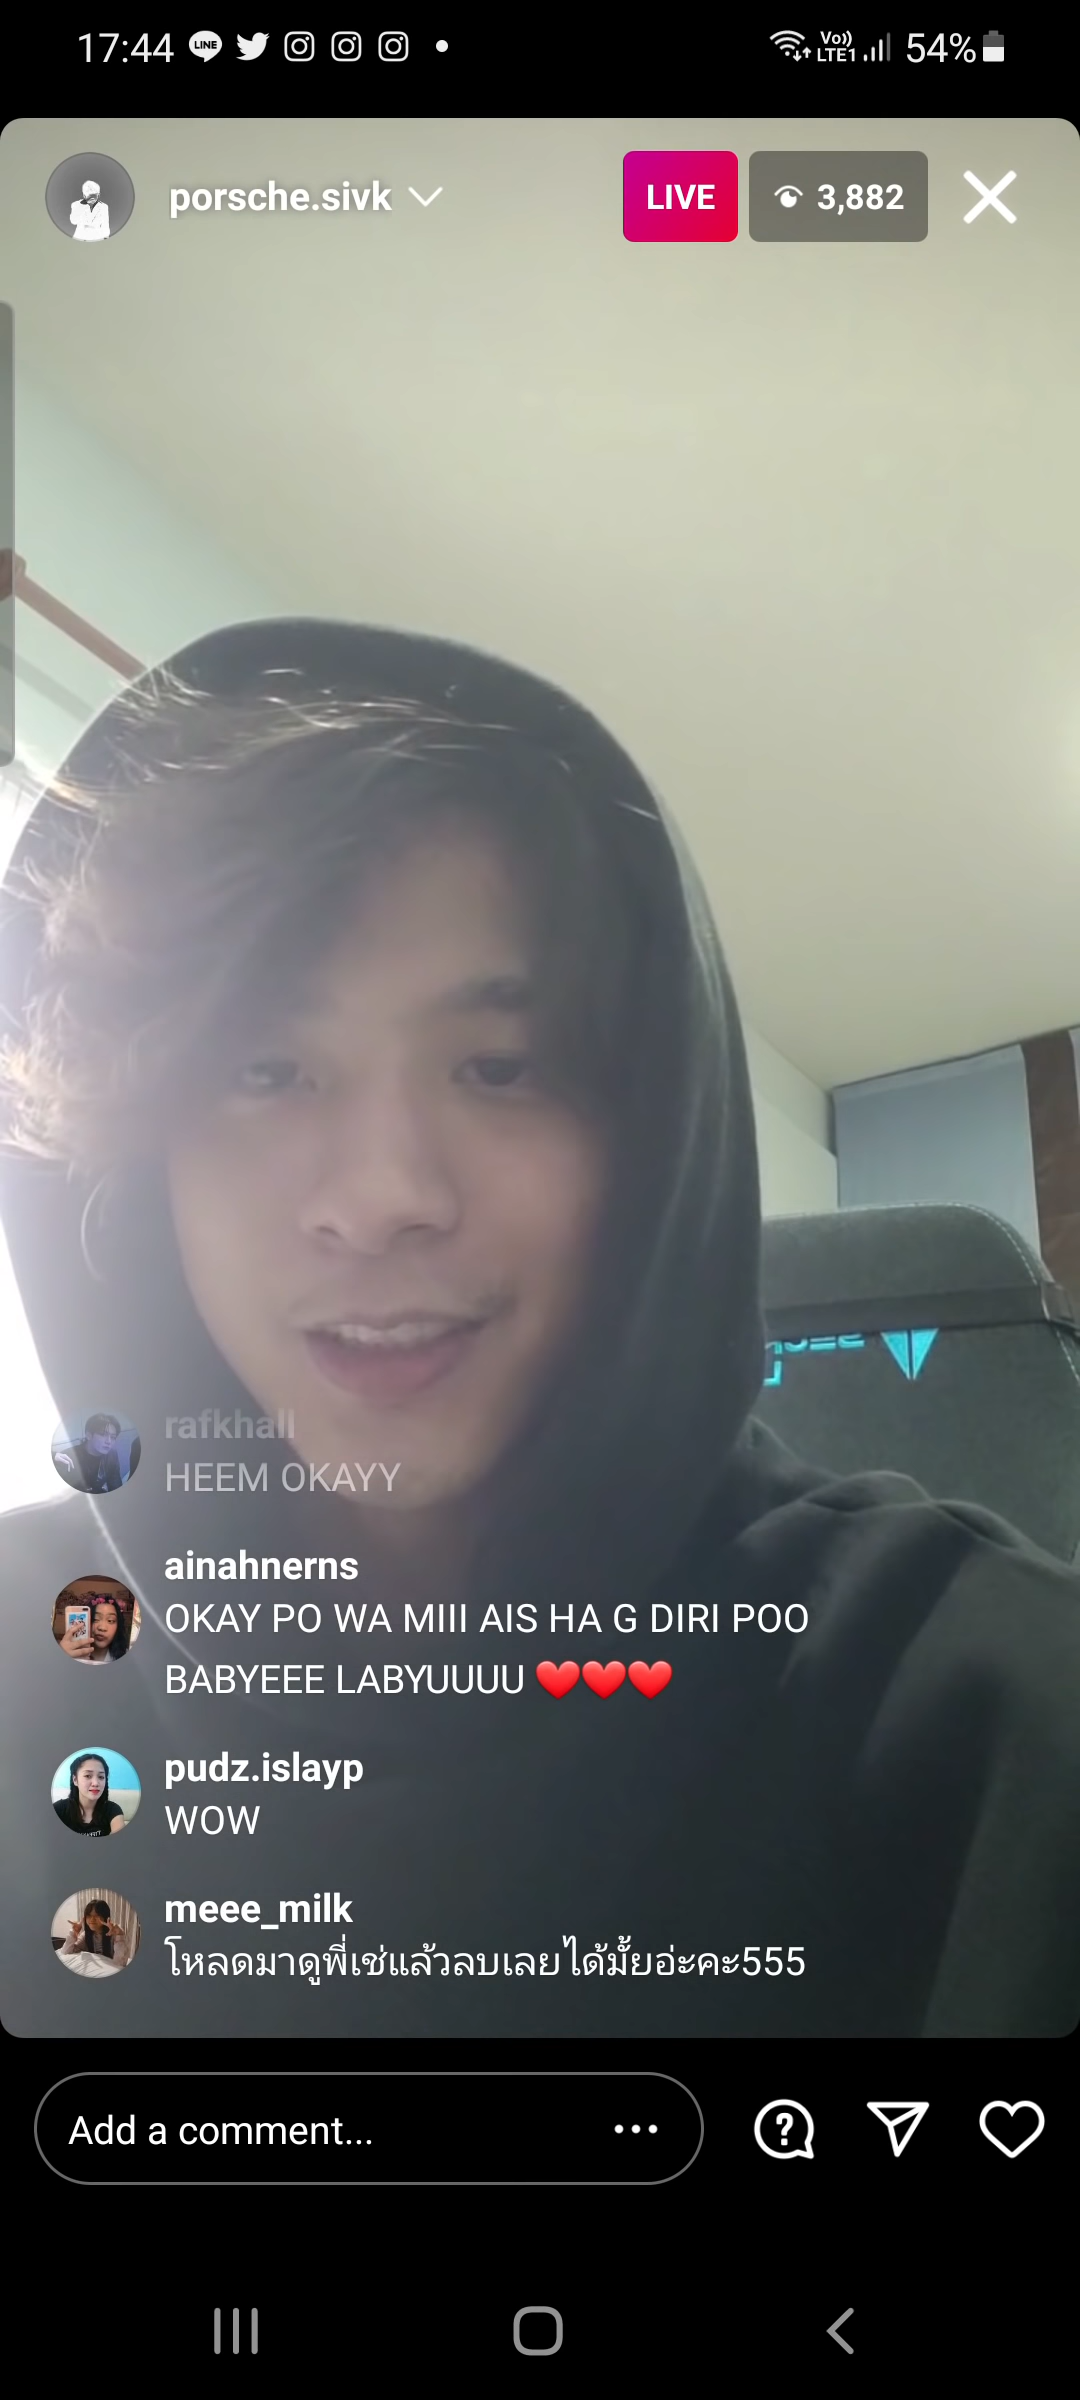 17:44
LINE
Vo))
LTE1
54%
porsche.sivk
LIVE
3,882
rafkhall
HEEM OKAYY
ainahnerns
OKAY PO WA MIII AIS HA G DIRI POO
BABYEEE LABYUUUU ❤️❤️❤️
pudz.islayp
WOW
meee_milk
โหลดมาดูพี่เช่แล้วลบเลยได้มั้ยอ่ะคะ555
Add a comment...